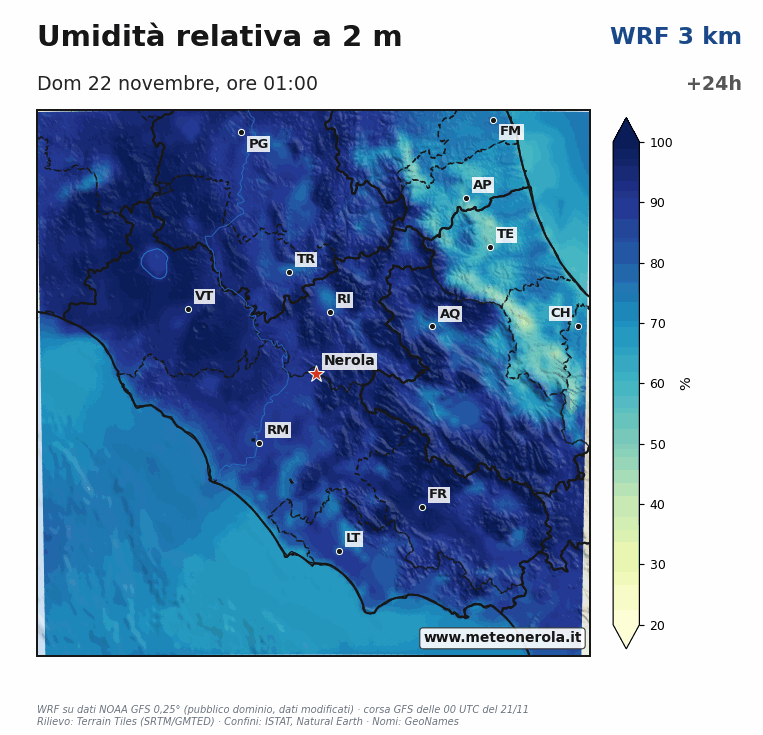 Umidità relativa a 2 m
WRF 3 km
Dom 22 novembre, ore 01:00
+24h
FM
PG
AP
TE
TR
VT
RI
AQ
CH
Nerola
RM
FR
LT
www.meteonerola.it
100
90
80
70
60
50
40
30
20
%
WRF su dati NOAA GFS 0,25° (pubblico dominio, dati modificati) · corsa GFS delle 00 UTC del 21/11
Rilievo: Terrain Tiles (SRTM/GMTED) · Confini: ISTAT, Natural Earth · Nomi: GeoNames